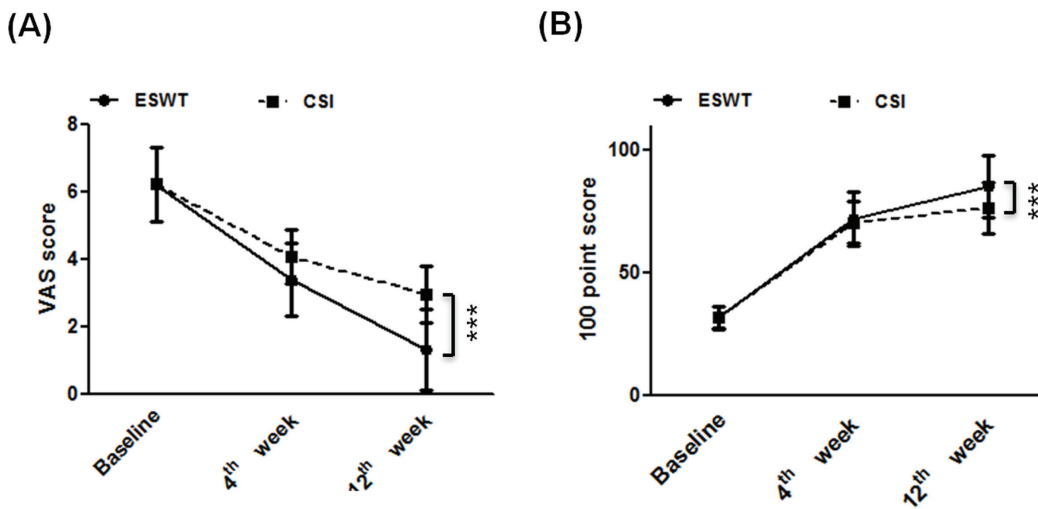 (A)
ESWT CSI
VAS score
8
6
4
2
0
***
Baseline
4th week
12th week
(B)
ESWT CSI
100 point score
100
50
0
***
Baseline
4th week
12th week